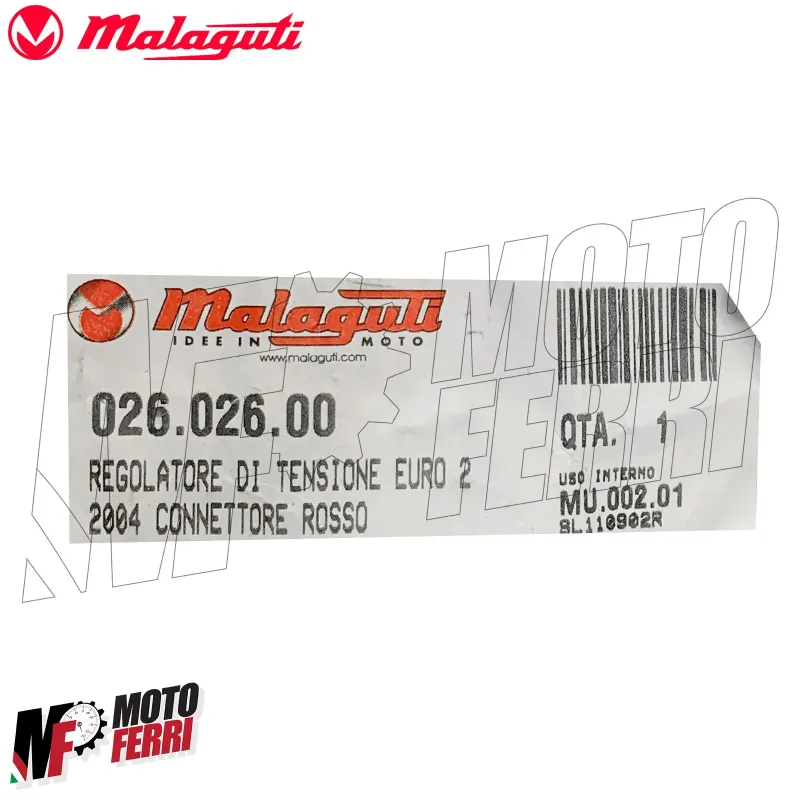 Malaguti
Malaguti
IDEE IN MOTO
www.malaguti.com
026.026.00
REGOLATORE DI TENSIONE EURO 2
2004 CONNETTORE ROSSO
QTA. 1
USO INTERNO
MU.002.01
SL110902R
MOTO
FERRI
MF MOTO
FERRI